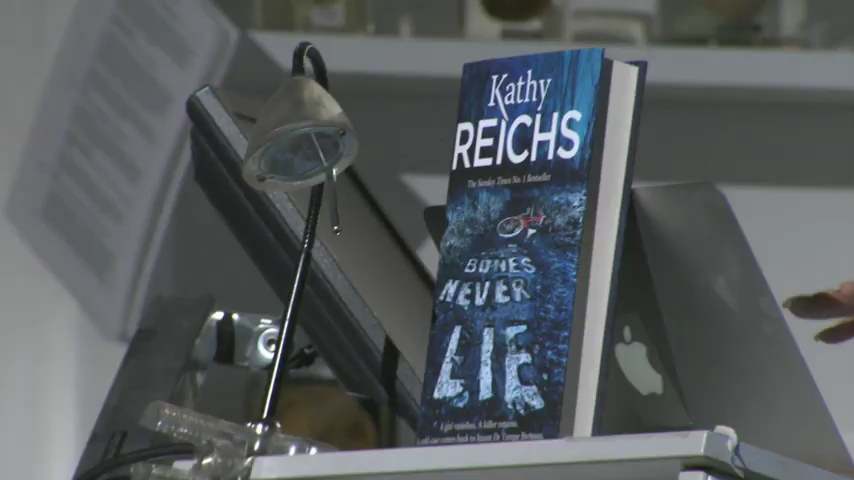 Kathy
REICHS
The Sunday Times No. 1 Bestseller
BONES
NEVER
LIE
A girl vanishes. A killer returns.